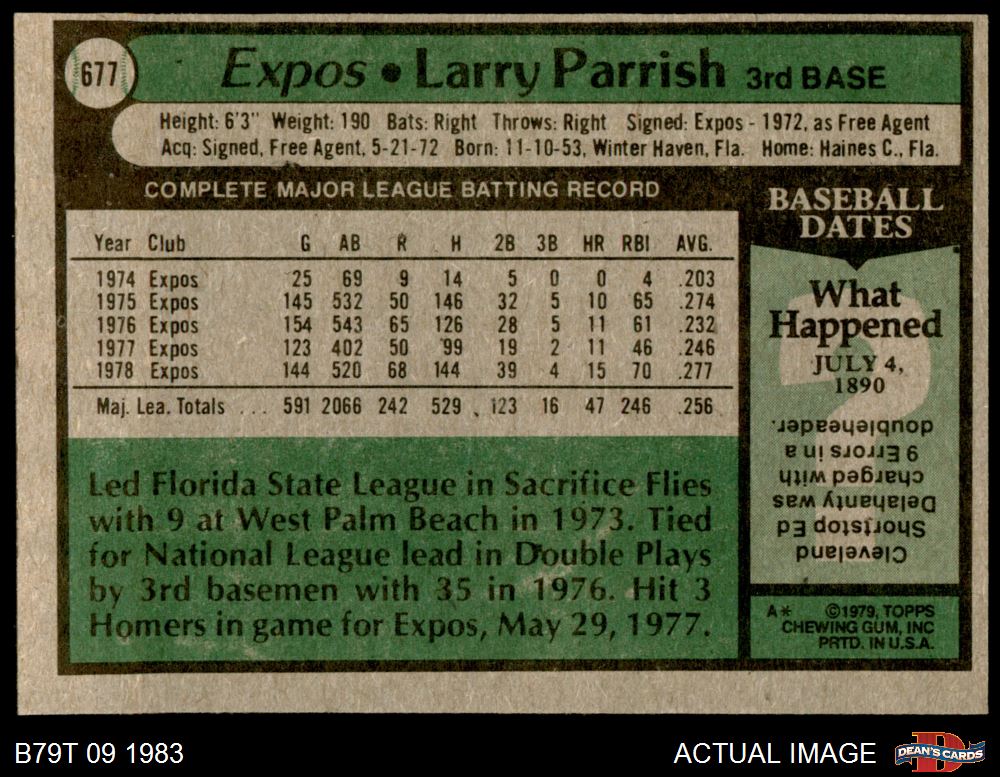 677
Expos • Larry Parrish 3rd BASE
Height: 6'3" Weight: 190 Bats: Right Throws: Right Signed: Expos - 1972, as Free Agent
Acq: Signed, Free Agent, 5-21-72 Born: 11-10-53, Winter Haven, Fla. Home: Haines C., Fla.
COMPLETE MAJOR LEAGUE BATTING RECORD
Year Club G AB R H 2B 3B HR RBI AVG.
1974 Expos 25 69 9 14 5 0 0 4 .203
1975 Expos 145 532 50 146 32 5 10 65 .274
1976 Expos 154 543 65 126 28 5 11 61 .232
1977 Expos 123 402 50 99 19 2 11 46 .246
1978 Expos 144 520 68 144 39 4 15 70 .277
Maj. Lea. Totals ... 591 2066 242 529 123 16 47 246 .256
Led Florida State League in Sacrifice Flies
with 9 at West Palm Beach in 1973. Tied
for National League lead in Double Plays
by 3rd basemen with 35 in 1976. Hit 3
Homers in game for Expos, May 29, 1977.
BASEBALL
DATES
What
Happened
JULY 4,
1890
Cleveland
Shortstop Ed
Delahanty was
charged with
9 Errors in a
doubleheader.
A* ©1979, TOPPS
CHEWING GUM, INC
PRTD. IN U.S.A.
B79T 09 1983
ACTUAL IMAGE
D
DEAN'S CARDS